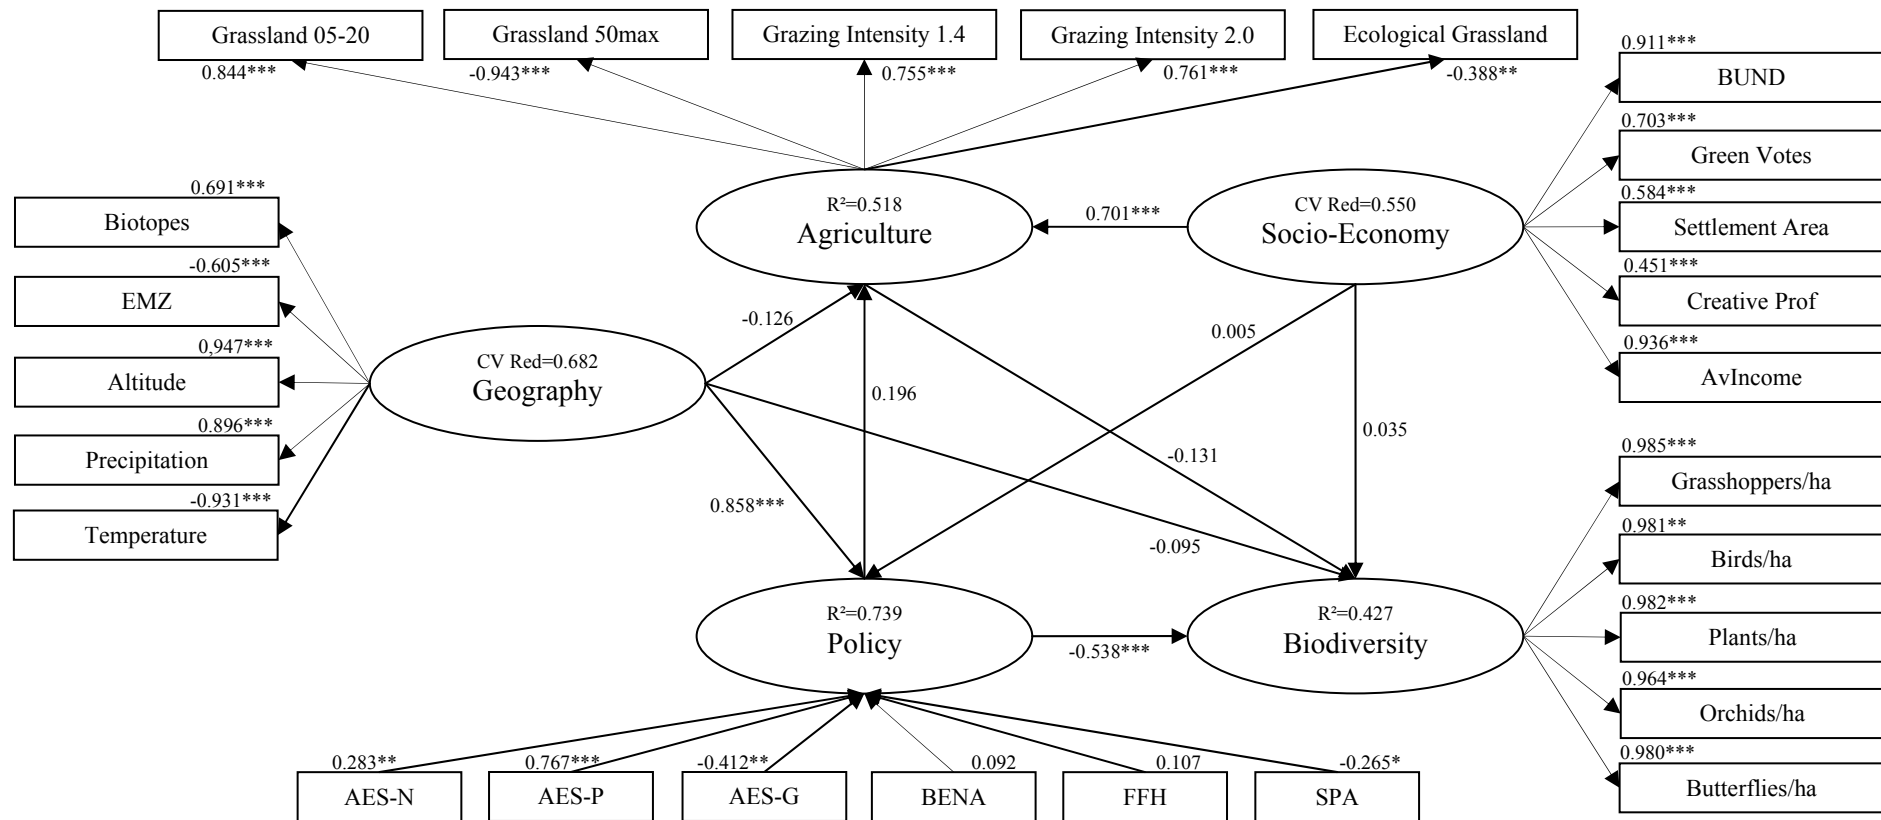 Grassland 05-20
Grassland 50max
Grazing Intensity 1.4
Grazing Intensity 2.0
Ecological Grassland
0.844***
-0.943***
0.755***
0.761***
-0.388**
0.911***
BUND
0.703***
Green Votes
0.584***
Settlement Area
0.451***
Creative Prof
0.936***
AvIncome
0.691***
Biotopes
-0.605***
EMZ
0,947***
Altitude
0.896***
Precipitation
-0.931***
Temperature
R²=0.518
Agriculture
0.701***
CV Red=0.550
Socio-Economy
CV Red=0.682
Geography
-0.126
0.196
0.005
0.035
-0.131
0.858***
-0.095
R²=0.739
Policy
-0.538***
R²=0.427
Biodiversity
0.985***
Grasshoppers/ha
0.981**
Birds/ha
0.982***
Plants/ha
0.964***
Orchids/ha
0.980***
Butterflies/ha
0.283**
0.767***
-0.412**
0.092
0.107
-0.265*
AES-N
AES-P
AES-G
BENA
FFH
SPA